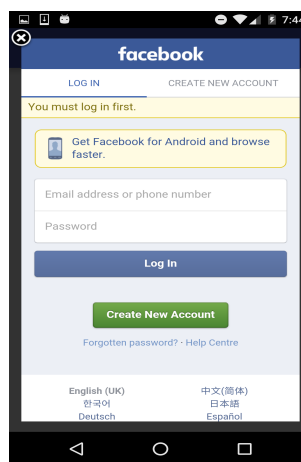 7:44
facebook
LOG IN
CREATE NEW ACCOUNT
You must log in first.
Get Facebook for Android and browse
faster.
Email address or phone number
Password
Log In
Create New Account
Forgotten password? · Help Centre
English (UK)
中文(简体)
한국어
日本語
Deutsch
Español